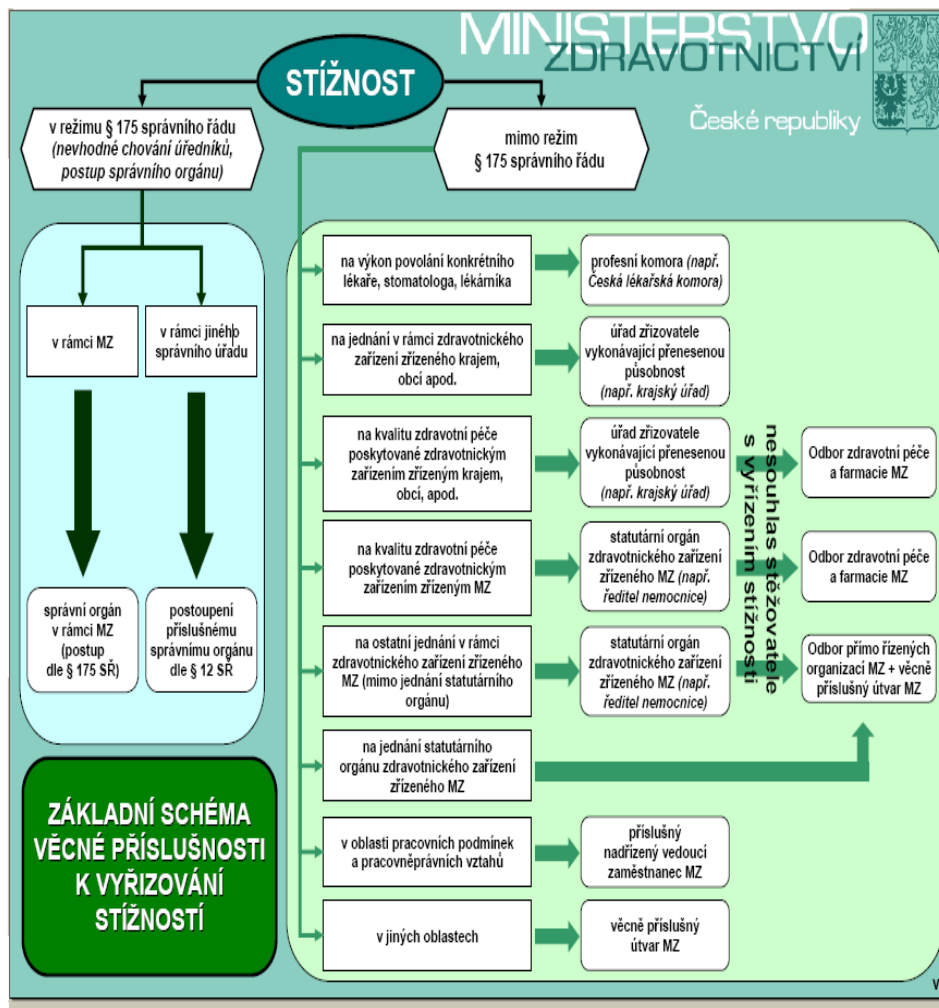 MINISTERSTVO
ZDRAVOTNICTVÍ
České republiky
STÍŽNOST
v režimu § 175 správního řádu
(nevhodné chování úředníků,
postup správního orgánu)
mimo režim
§ 175 správního řádu
v rámci MZ
v rámci jiného
správního úřadu
správní orgán
v rámci MZ
(postup
dle § 175 SŘ)
postoupení
příslušnému
správnímu orgánu
dle § 12 SŘ
na výkon povolání konkrétního
lékaře, stomatologa, lékárníka
profesní komora (např.
Česká lékařská komora)
na jednání v rámci zdravotnického
zařízení zřízeného krajem,
obcí apod.
úřad zřizovatele
vykonávající přenesenou
působnost
(např. krajský úřad)
na kvalitu zdravotní péče
poskytované zdravotnickým
zařízením zřízeným krajem,
obcí, apod.
úřad zřizovatele
vykonávající přenesenou
působnost
(např. krajský úřad)
nesouhlas stěžovatele
s vyřízením stížnosti
Odbor zdravotní péče
a farmacie MZ
na kvalitu zdravotní péče
poskytované zdravotnickým
zařízením zřízeným MZ
statutární orgán
zdravotnického zařízení
zřízeného MZ (např.
ředitel nemocnice)
Odbor zdravotní péče
a farmacie MZ
na ostatní jednání v rámci
zdravotnického zařízení zřízeného
MZ (mimo jednání statutárního
orgánu)
statutární orgán
zdravotnického zařízení
zřízeného MZ (např.
ředitel nemocnice)
Odbor přímo řízených
organizací MZ + věcně
příslušný útvar MZ
na jednání statutárního
orgánu zdravotnického zařízení
zřízeného MZ
v oblasti pracovních podmínek
a pracovněprávních vztahů
příslušný
nadřízený vedoucí
zaměstnanec MZ
v jiných oblastech
věcně příslušný
útvar MZ
ZÁKLADNÍ SCHÉMA
VĚCNÉ PŘÍSLUŠNOSTI
K VYŘIZOVÁNÍ
STÍŽNOSTÍ
V